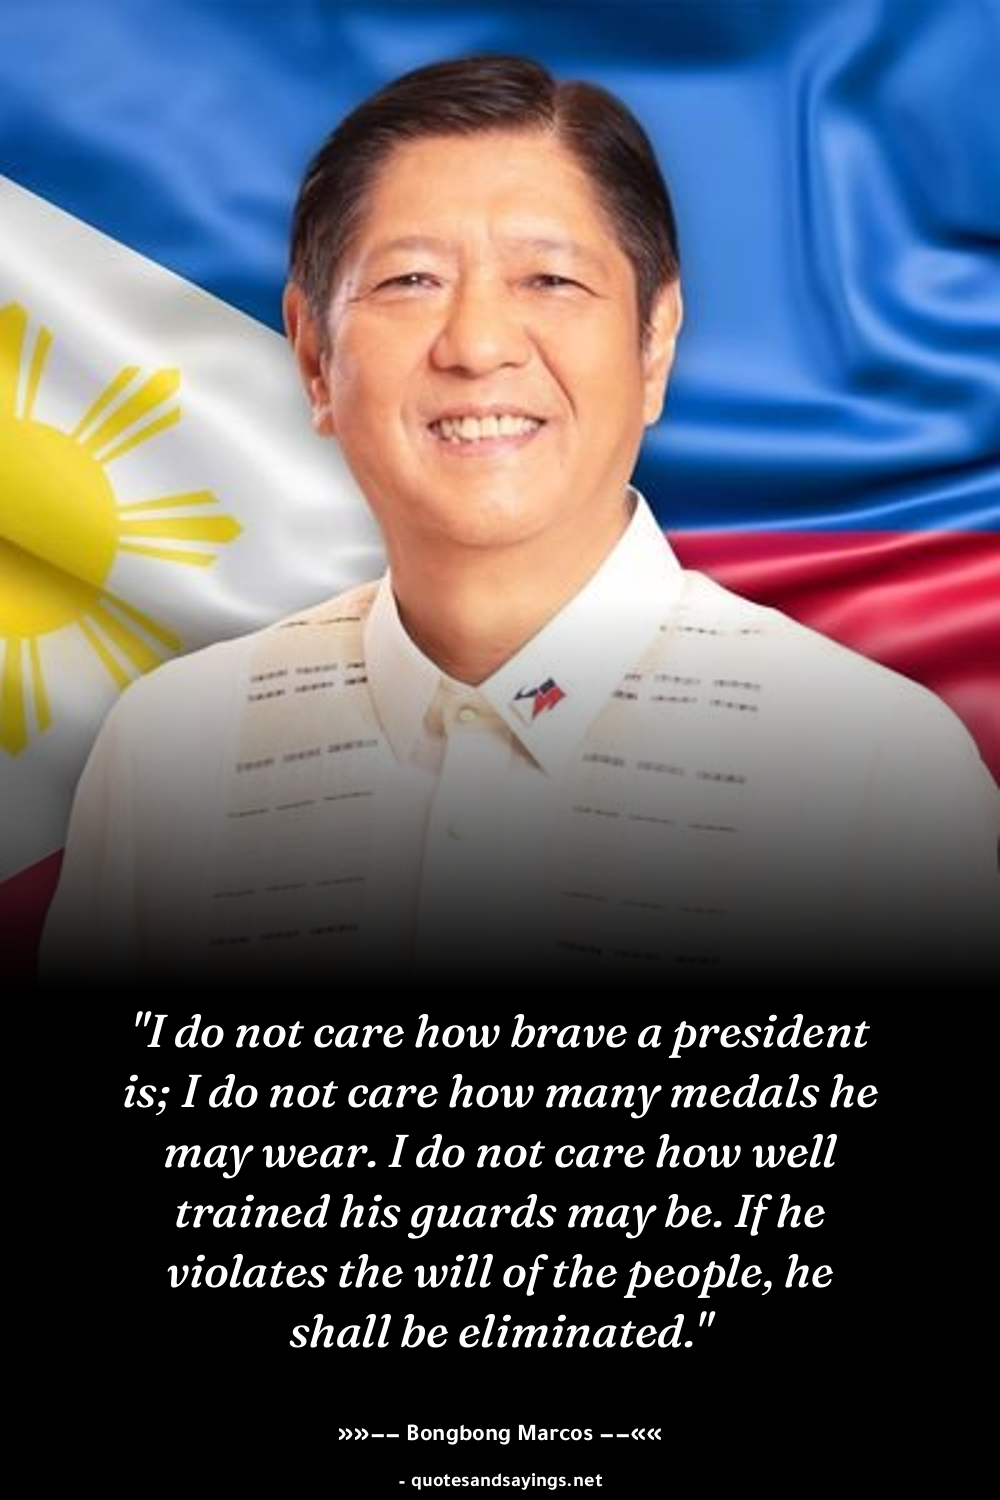 "I do not care how brave a president
is; I do not care how many medals he
may wear. I do not care how well
trained his guards may be. If he
violates the will of the people, he
shall be eliminated."
»»–– Bongbong Marcos ––««
- quotesandsayings.net